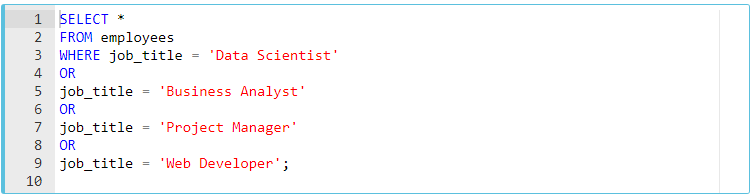 1 SELECT *
2 FROM employees
3 WHERE job_title = 'Data Scientist'
4 OR
5 job_title = 'Business Analyst'
6 OR
7 job_title = 'Project Manager'
8 OR
9 job_title = 'Web Developer';
10